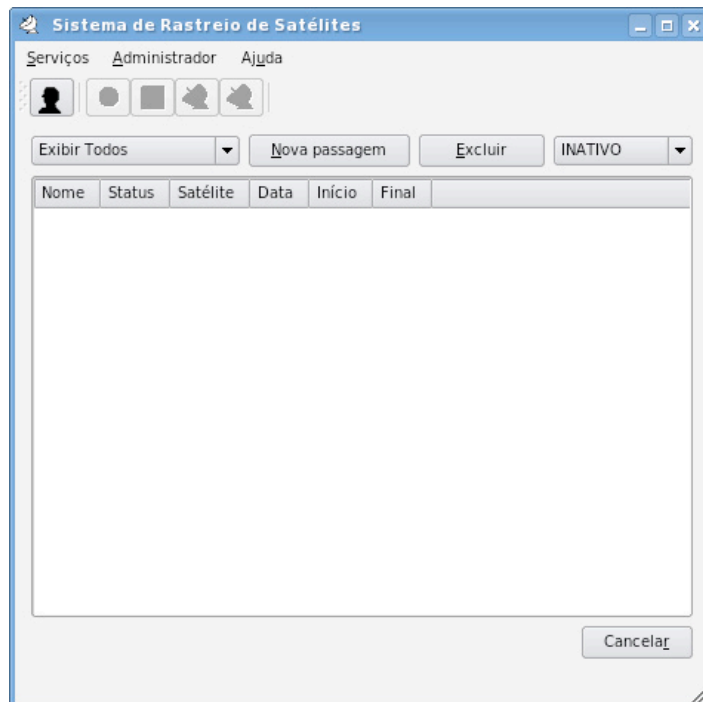 Sistema de Rastreio de Satélites
Serviços Administrador Ajuda
Exibir Todos Nova passagem Excluir INATIVO
Nome Status Satélite Data Início Final
Cancelar